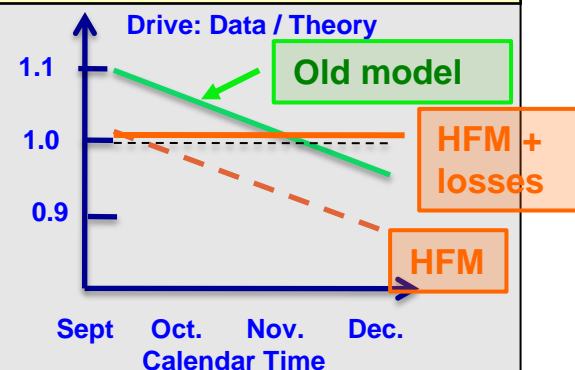 Drive: Data / Theory
1.1
Old model
1.0
HFM +
losses
0.9
HFM
Sept Oct. Nov. Dec.
Calendar Time